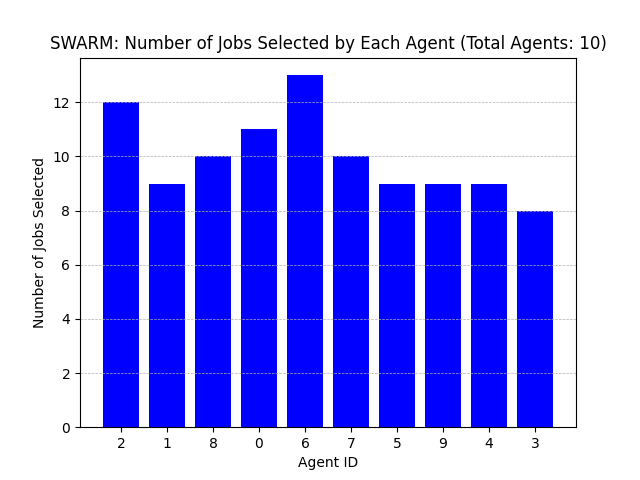 SWARM: Number of Jobs Selected by Each Agent (Total Agents: 10)
Number of Jobs Selected
12
10
8
6
4
2
0
2 1 8 0 6 7 5 9 4 3
Agent ID